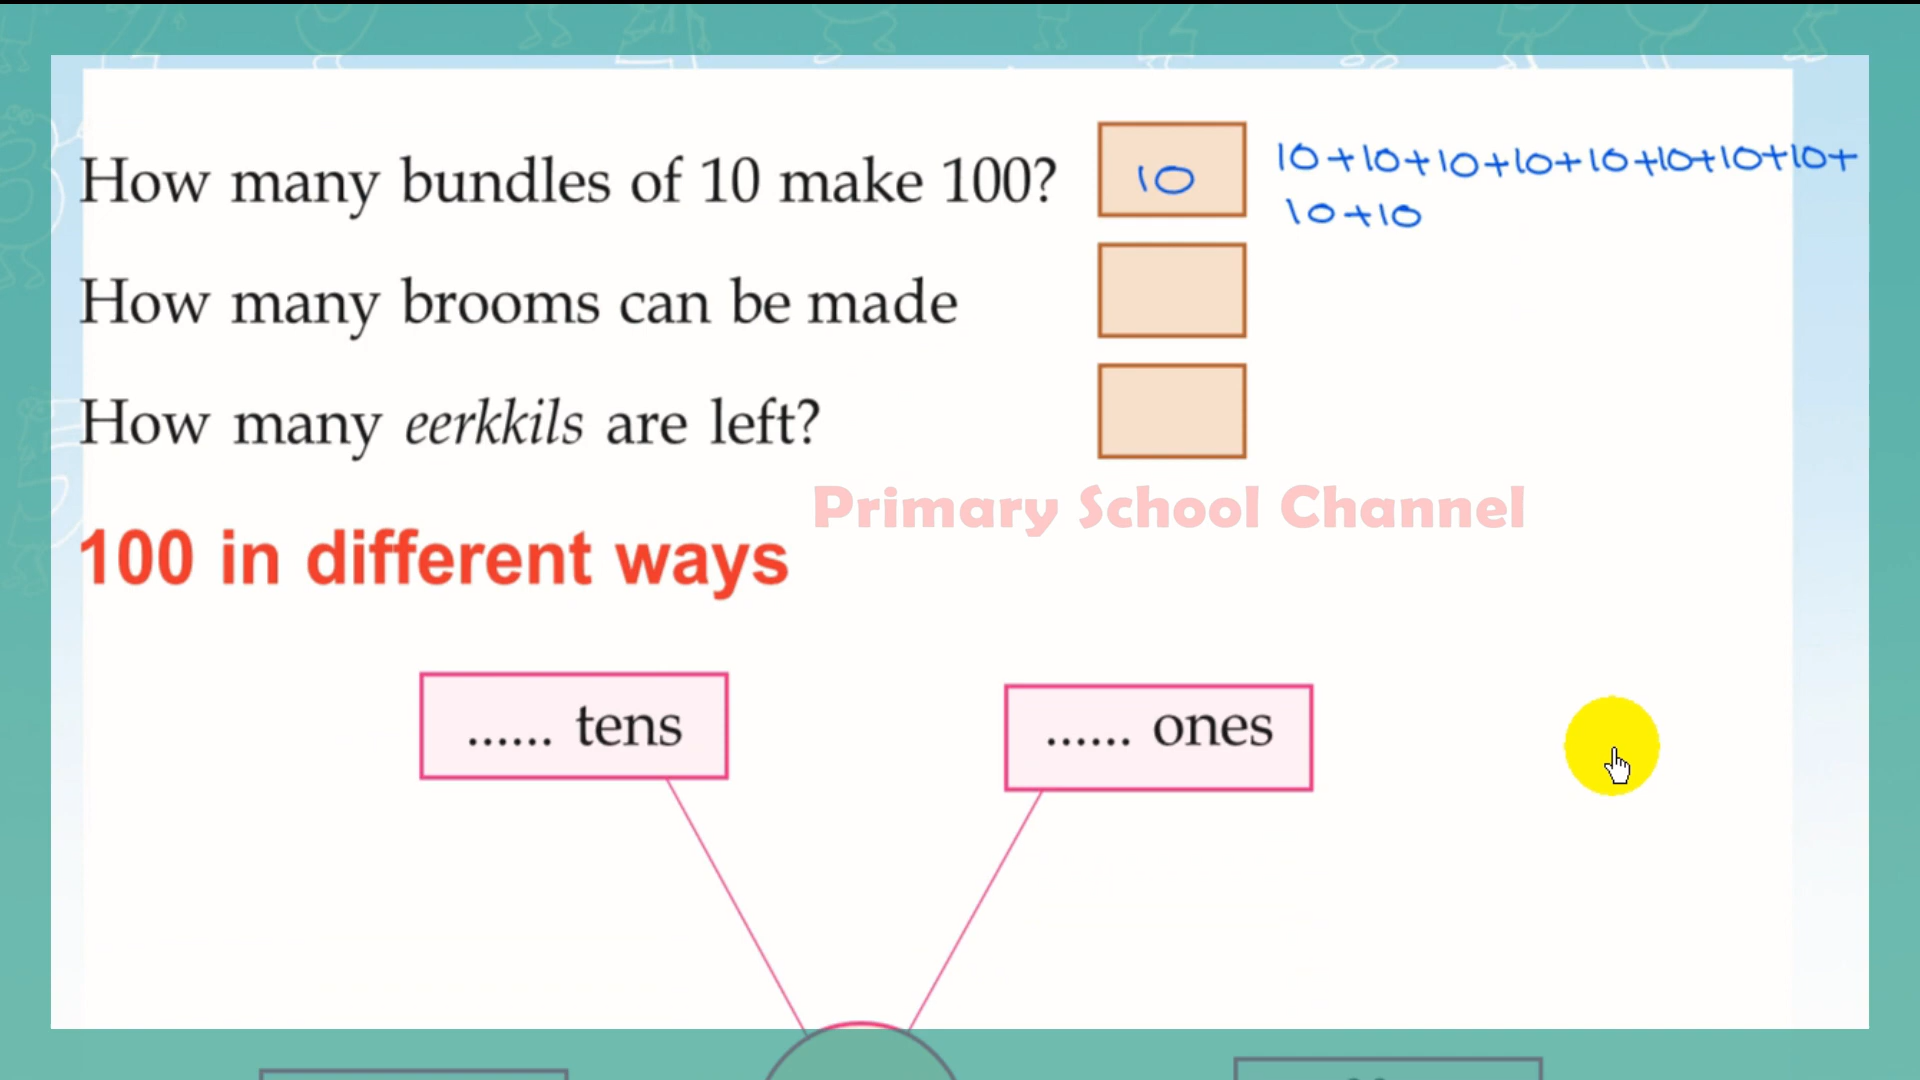 How many bundles of 10 make 100? 10 10+10+10+10+10+10+10+10+
10+10
How many brooms can be made
How many eerkkils are left?
Primary School Channel
100 in different ways
...... tens
...... ones